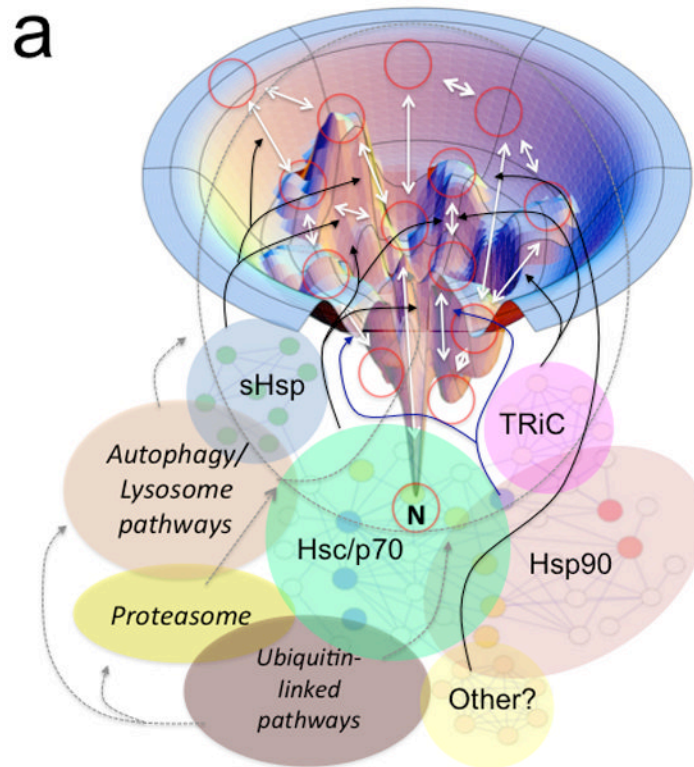 a
sHsp
TRiC
Autophagy/
Lysosome
pathways
N
Hsc/p70
Hsp90
Proteasome
Ubiquitin-
linked
pathways
Other?